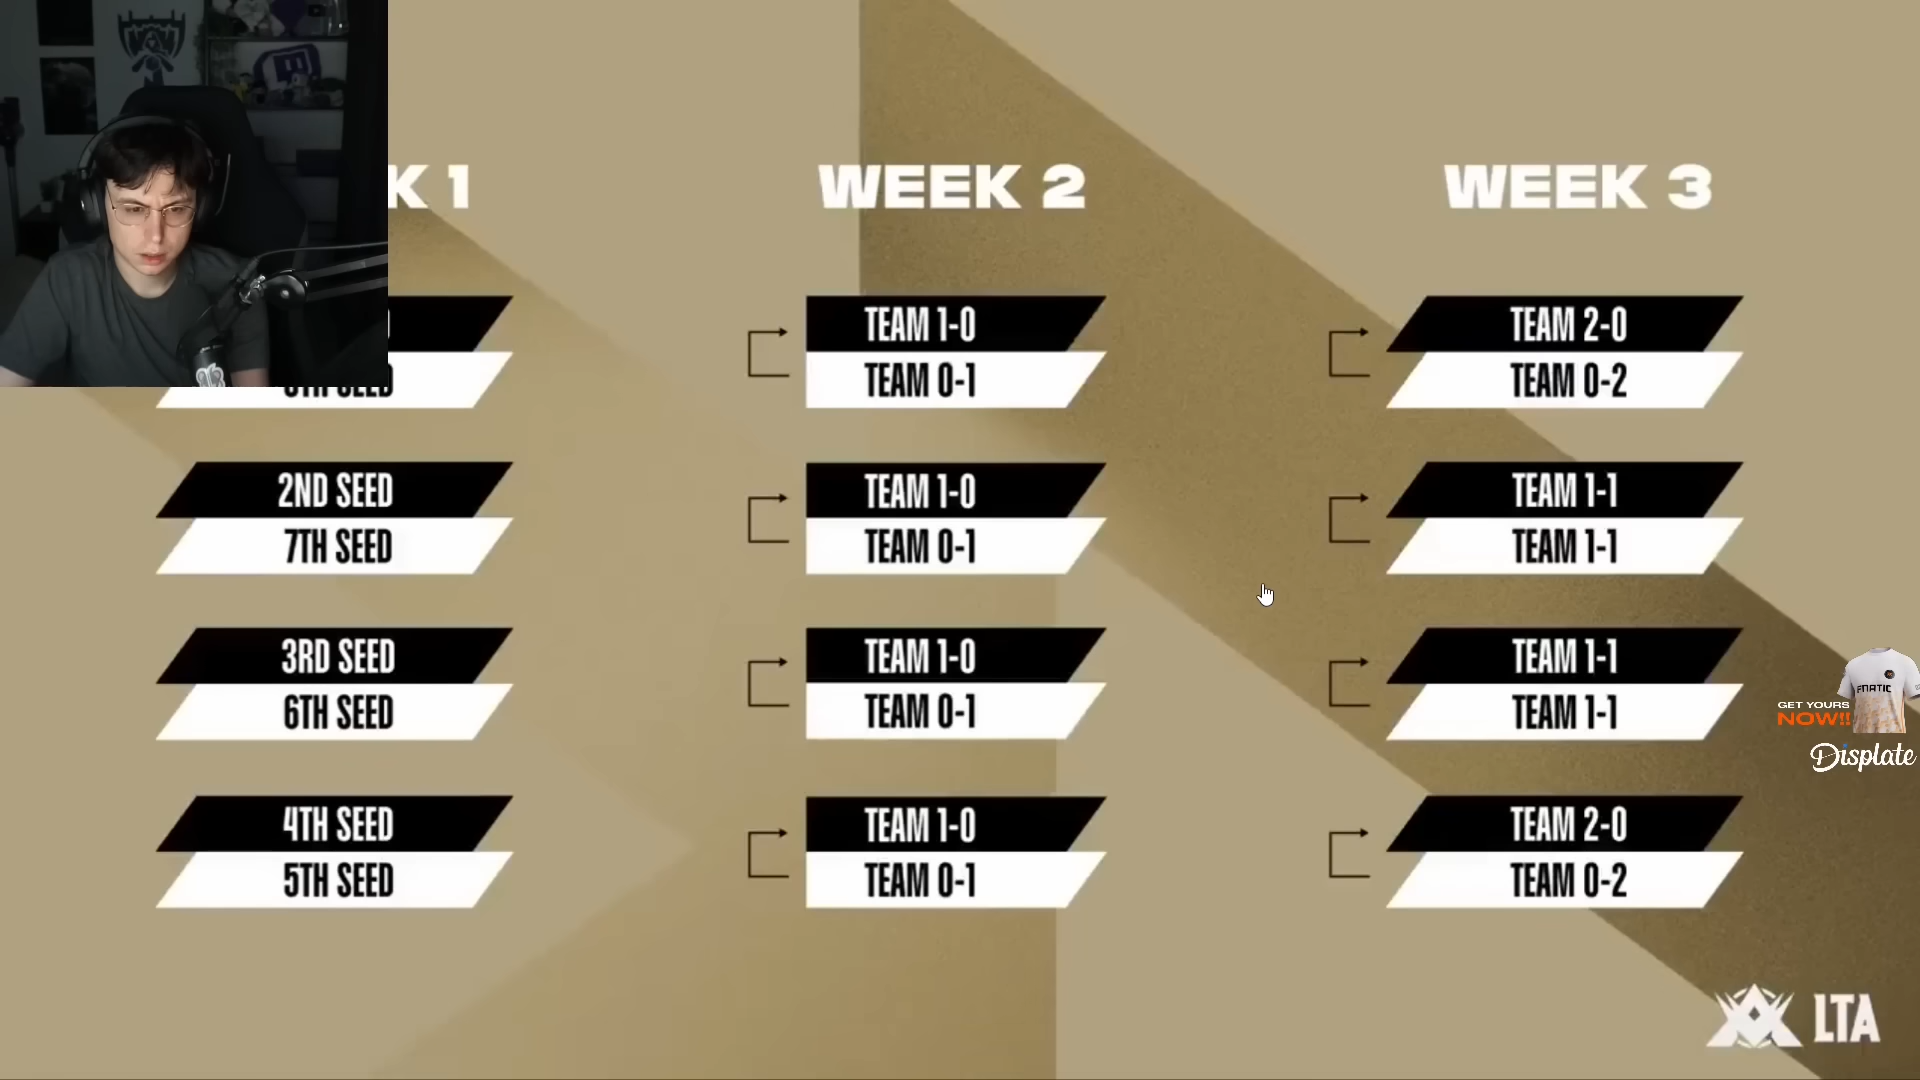 K 1
WEEK 2
WEEK 3
TEAM 1-0
TEAM 0-1
TEAM 2-0
TEAM 0-2
SEED
2ND SEED
7TH SEED
TEAM 1-0
TEAM 0-1
TEAM 1-1
TEAM 1-1
3RD SEED
6TH SEED
TEAM 1-0
TEAM 0-1
TEAM 1-1
TEAM 1-1
4TH SEED
5TH SEED
TEAM 1-0
TEAM 0-1
TEAM 2-0
TEAM 0-2
FNATIC
GET YOURS
NOW!!
Displate
LTA